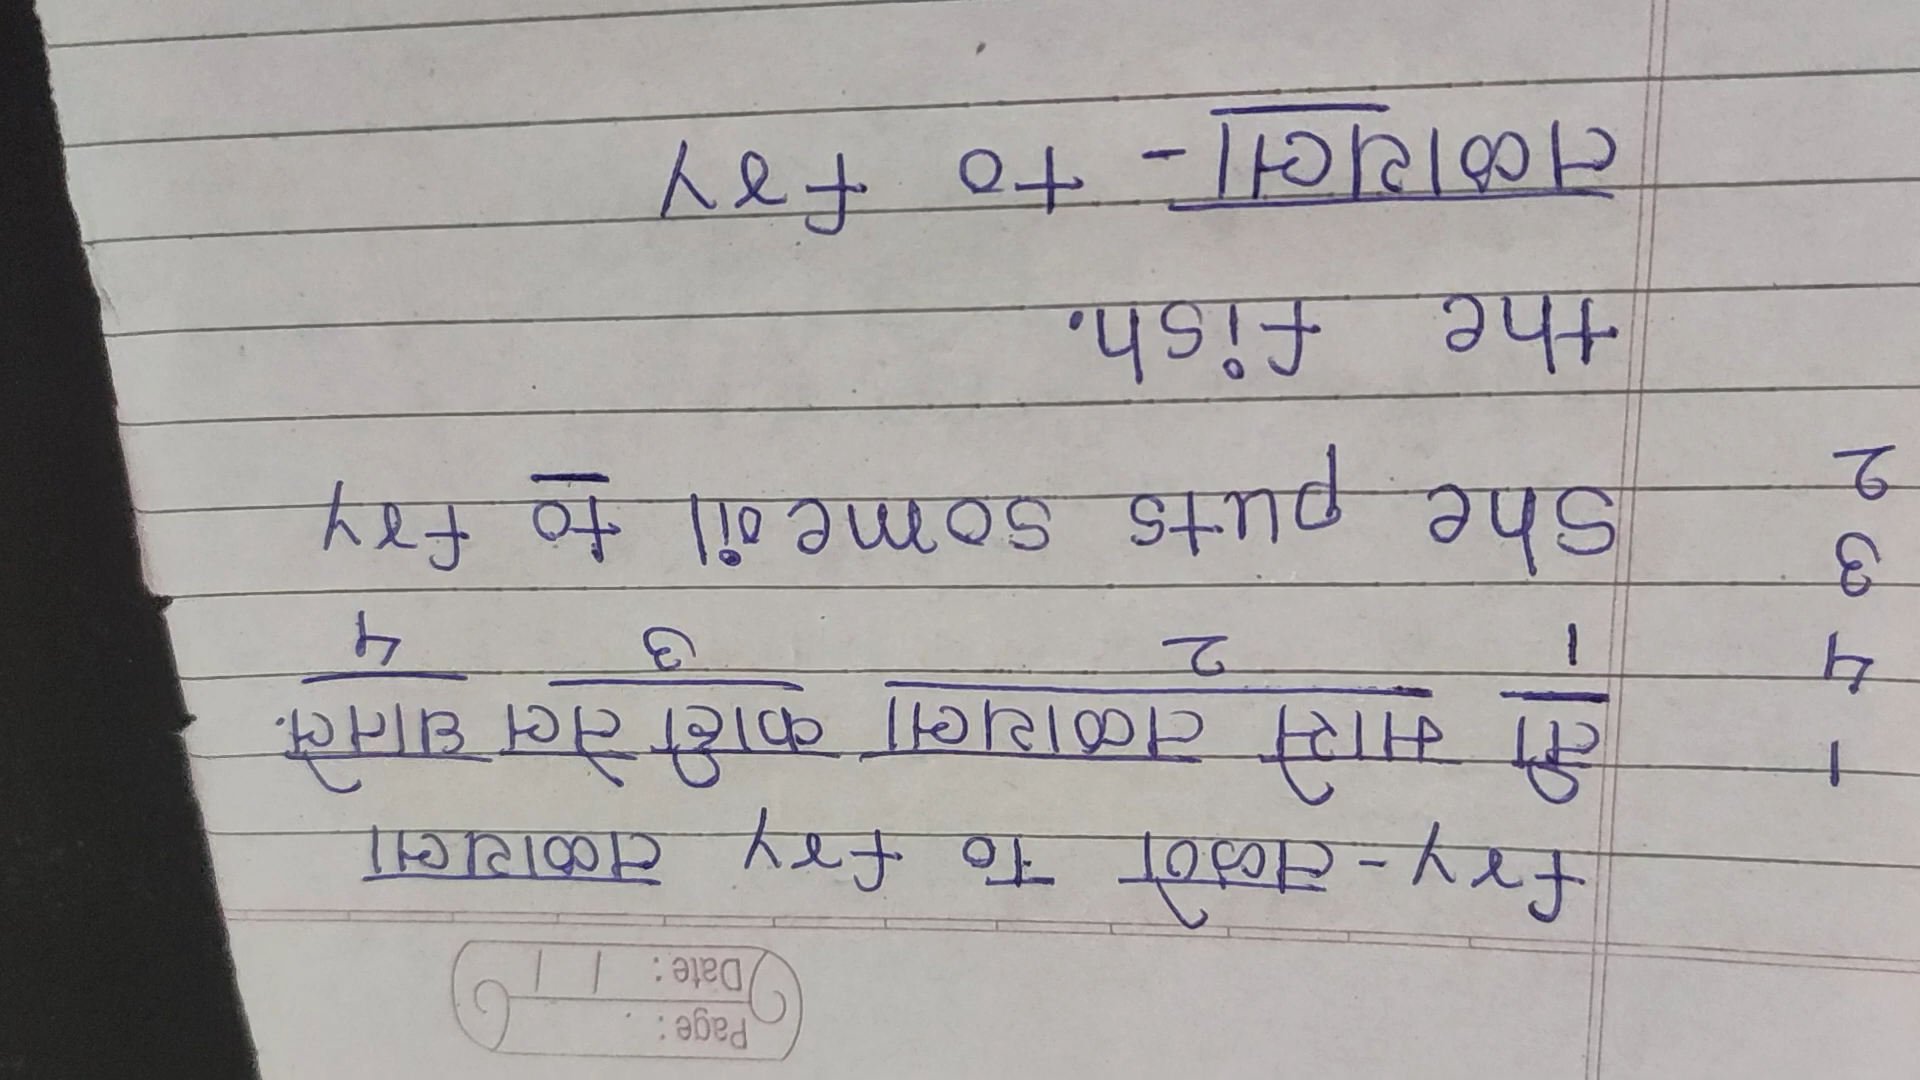 Page:
Date: / /
fry - तळणे to fry तळायला
1 ती मासे तळायला काही तेल घालते.
4 1 2 3 4
3 She puts some oil to fry
2
the fish.
तळायला - to fry